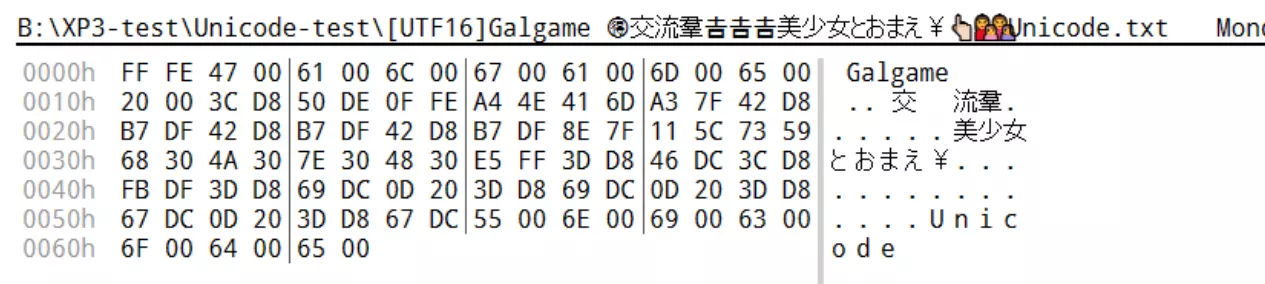 B:\XP3-test\Unicode-test\[UTF16]Galgame 🉐️交流羣𠮷𠮷𠮷美少女とおまえ￥👆🏻👩‍👩‍👧‍👧Unicode.txt Mond
0000h FF FE 47 00 61 00 6C 00 67 00 61 00 6D 00 65 00 Galgame
0010h 20 00 3C D8 50 DE 0F FE A4 4E 41 6D A3 7F 42 D8 .. 交 流羣.
0020h B7 DF 42 D8 B7 DF 42 D8 B7 DF 8E 7F 11 5C 73 59 .....美少女
0030h 68 30 4A 30 7E 30 48 30 E5 FF 3D D8 46 DC 3C D8 とおまえ￥...
0040h FB DF 3D D8 69 DC 0D 20 3D D8 69 DC 0D 20 3D D8 ........
0050h 67 DC 0D 20 3D D8 67 DC 55 00 6E 00 69 00 63 00 ....Unic
0060h 6F 00 64 00 65 00 ode